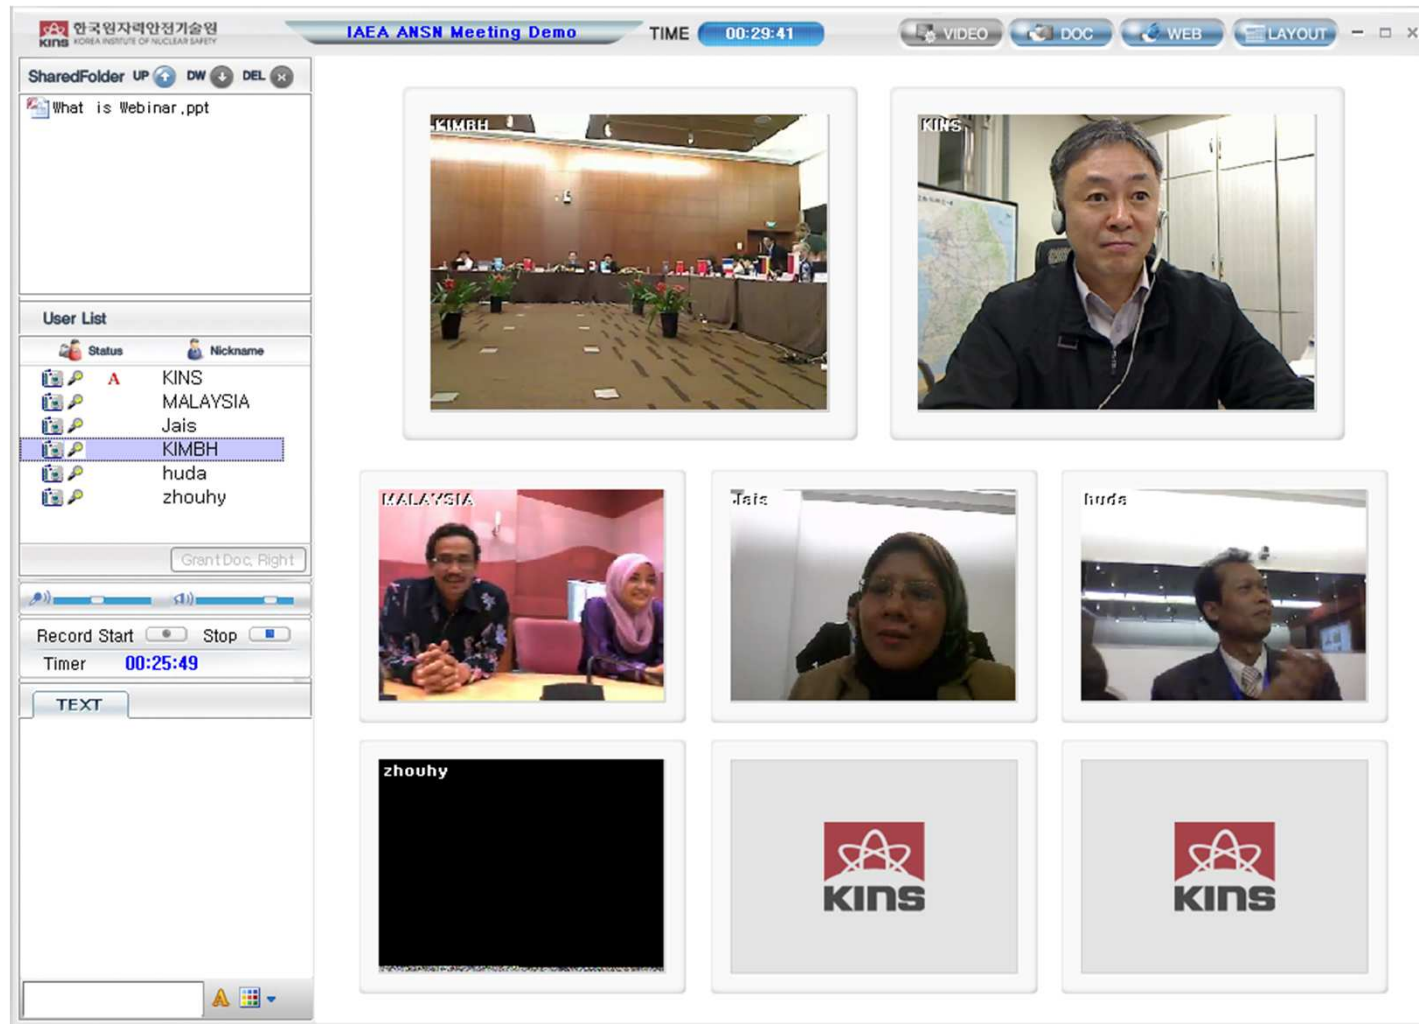 한국원자력안전기술원
KINS KOREA INSTITUTE OF NUCLEAR SAFETY
IAEA ANSN Meeting Demo
TIME 00:29:41
VIDEO
DOC
WEB
LAYOUT
SharedFolder UP DW DEL
What is Webinar.ppt
User List
Status Nickname
A KINS
MALAYSIA
Jais
KIMBH
huda
zhouhy
Grant Doc, Right
Record Start Stop
Timer 00:25:49
TEXT
KIMBH
KINS
MALAYSIA
Jais
huda
zhouhy
KINS
KINS